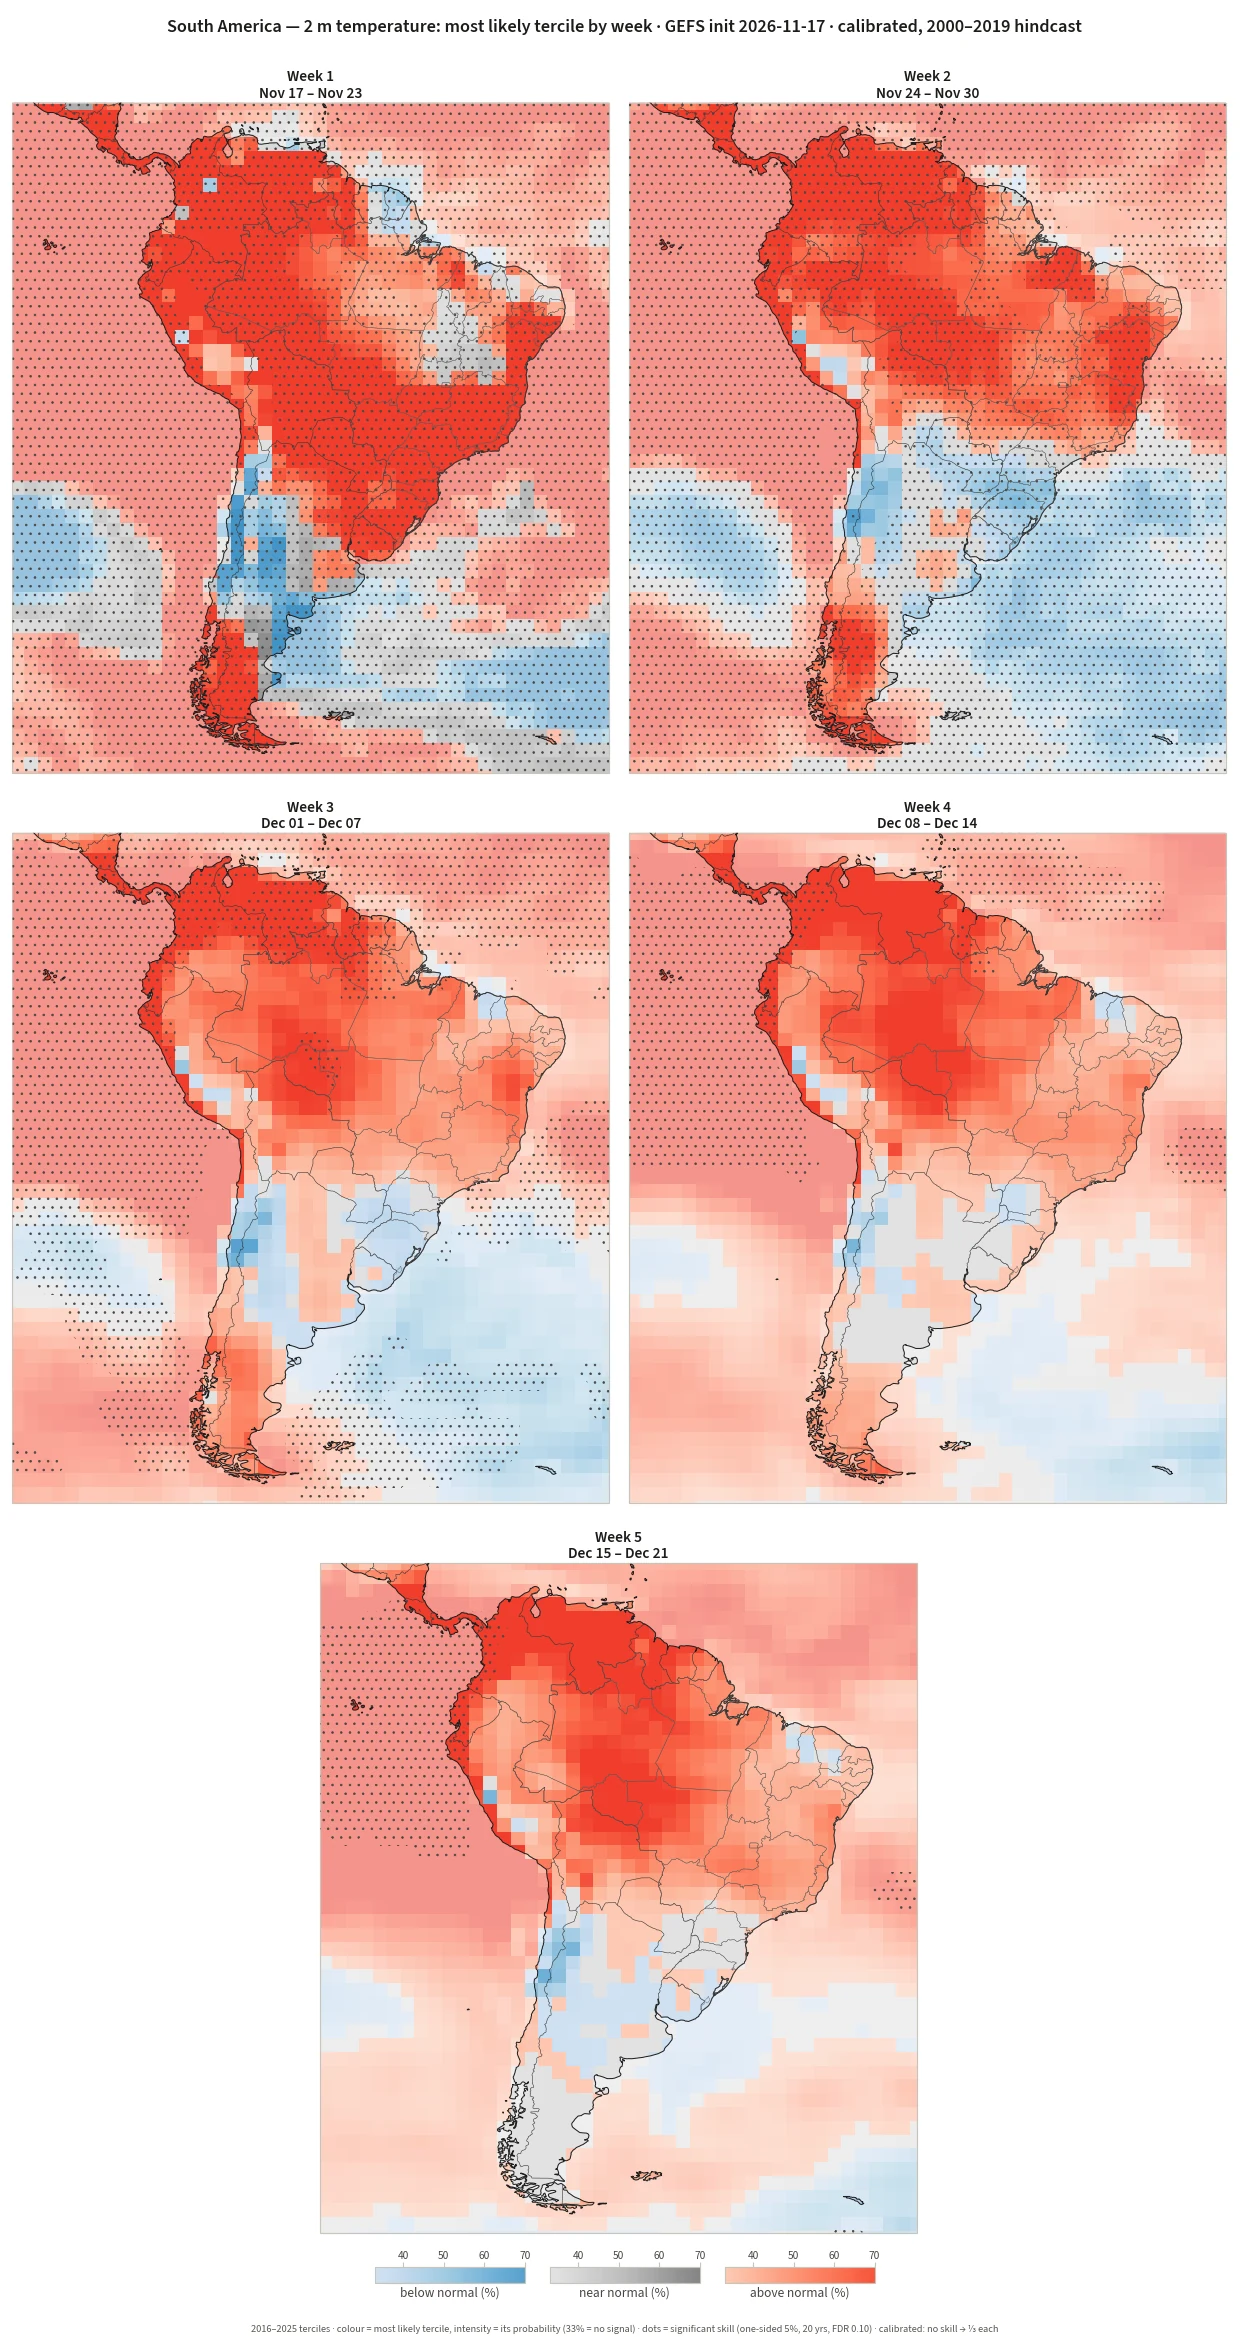 South America — 2 m temperature: most likely tercile by week · GEFS init 2026-11-17 · calibrated, 2000–2019 hindcast
Week 1
Nov 17 – Nov 23
Week 2
Nov 24 – Nov 30
Week 3
Dec 01 – Dec 07
Week 4
Dec 08 – Dec 14
Week 5
Dec 15 – Dec 21
40 50 60 70
below normal (%)
40 50 60 70
near normal (%)
40 50 60 70
above normal (%)
2016–2025 terciles · colour = most likely tercile, intensity = its probability (33% = no signal) · dots = significant skill (one-sided 5%, 20 yrs, FDR 0.10) · calibrated: no skill → ⅓ each